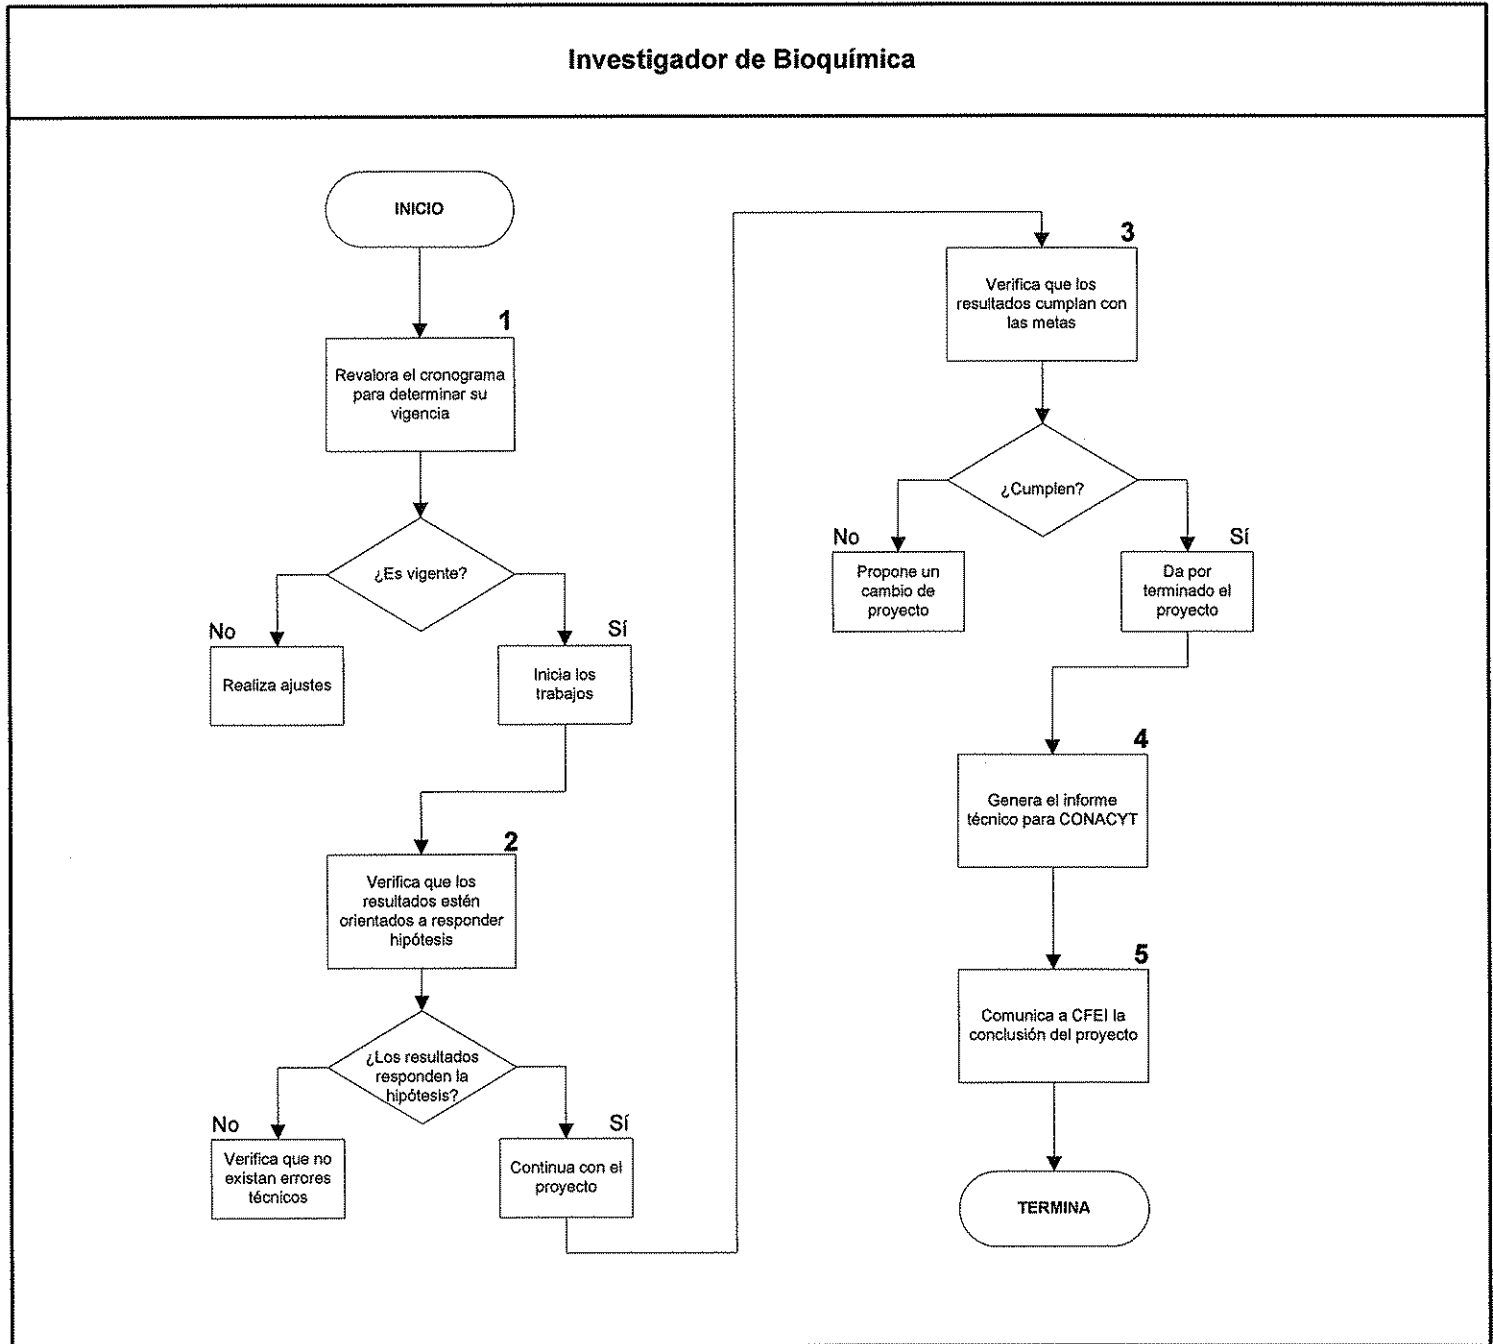 Investigador de Bioquímica
INICIO
1
Revalora el cronograma
para determinar su
vigencia
¿Es vigente?
No
Realiza ajustes
Sí
Inicia los
trabajos
2
Verifica que los
resultados estén
orientados a responder
hipótesis
¿Los resultados
responden la
hipótesis?
No
Verifica que no
existan errores
técnicos
Sí
Continua con el
proyecto
3
Verifica que los
resultados cumplan con
las metas
¿Cumplen?
No
Propone un
cambio de
proyecto
Sí
Da por
terminado el
proyecto
4
Genera el informe
técnico para CONACYT
5
Comunica a CFEI la
conclusión del proyecto
TERMINA